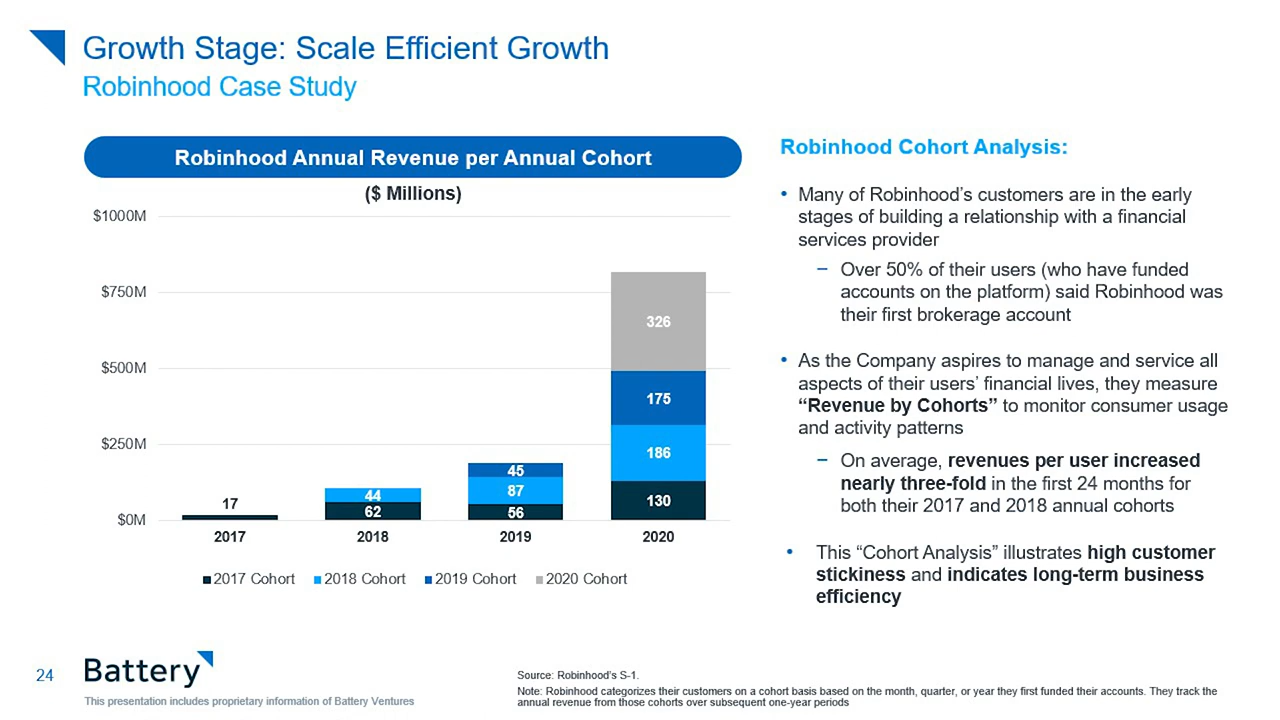 Growth Stage: Scale Efficient Growth
Robinhood Case Study
Robinhood Annual Revenue per Annual Cohort
($ Millions)
$1000M
$750M
$500M
$250M
$0M
17
44
62
45
87
56
326
175
186
130
2017
2018
2019
2020
2017 Cohort
2018 Cohort
2019 Cohort
2020 Cohort
Robinhood Cohort Analysis:
• Many of Robinhood’s customers are in the early
stages of building a relationship with a financial
services provider
– Over 50% of their users (who have funded
accounts on the platform) said Robinhood was
their first brokerage account
• As the Company aspires to manage and service all
aspects of their users’ financial lives, they measure
“Revenue by Cohorts” to monitor consumer usage
and activity patterns
– On average, revenues per user increased
nearly three-fold in the first 24 months for
both their 2017 and 2018 annual cohorts
• This “Cohort Analysis” illustrates high customer
stickiness and indicates long-term business
efficiency
24
Battery
This presentation includes proprietary information of Battery Ventures
Source: Robinhood’s S-1.
Note: Robinhood categorizes their customers on a cohort basis based on the month, quarter, or year they first funded their accounts. They track the
annual revenue from those cohorts over subsequent one-year periods